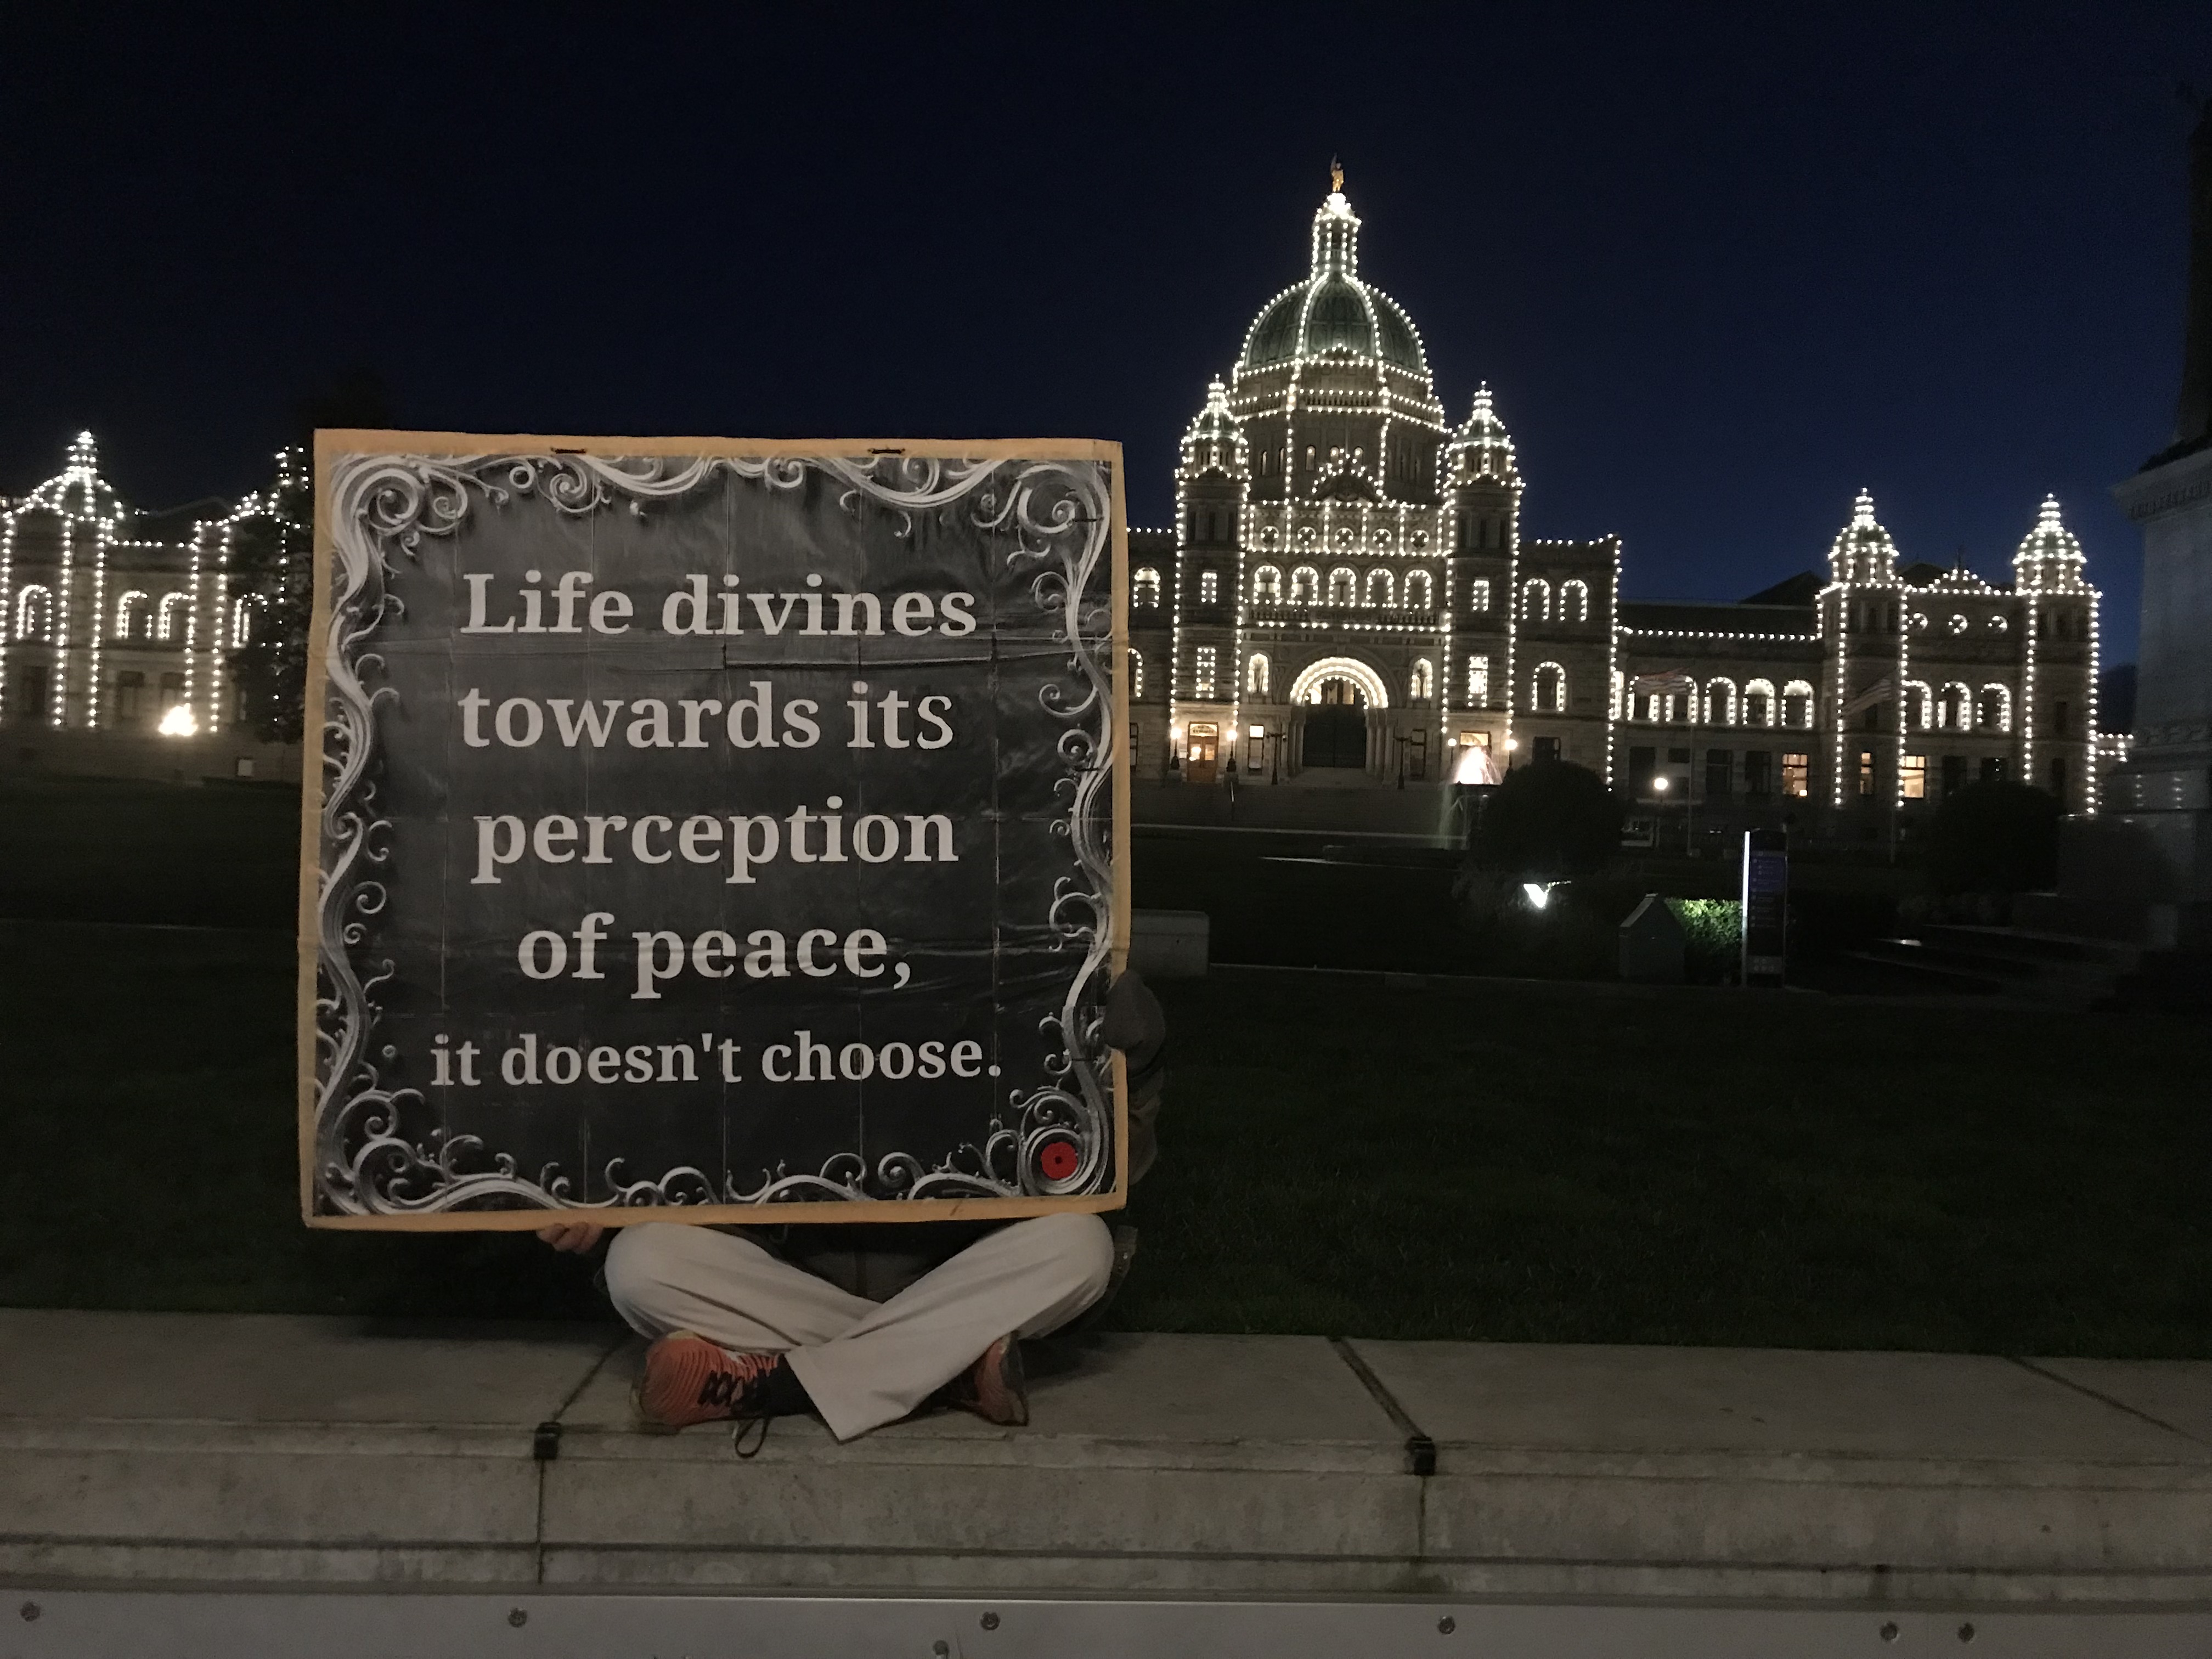 Life divines
towards its
perception
of peace,
it doesn't choose.